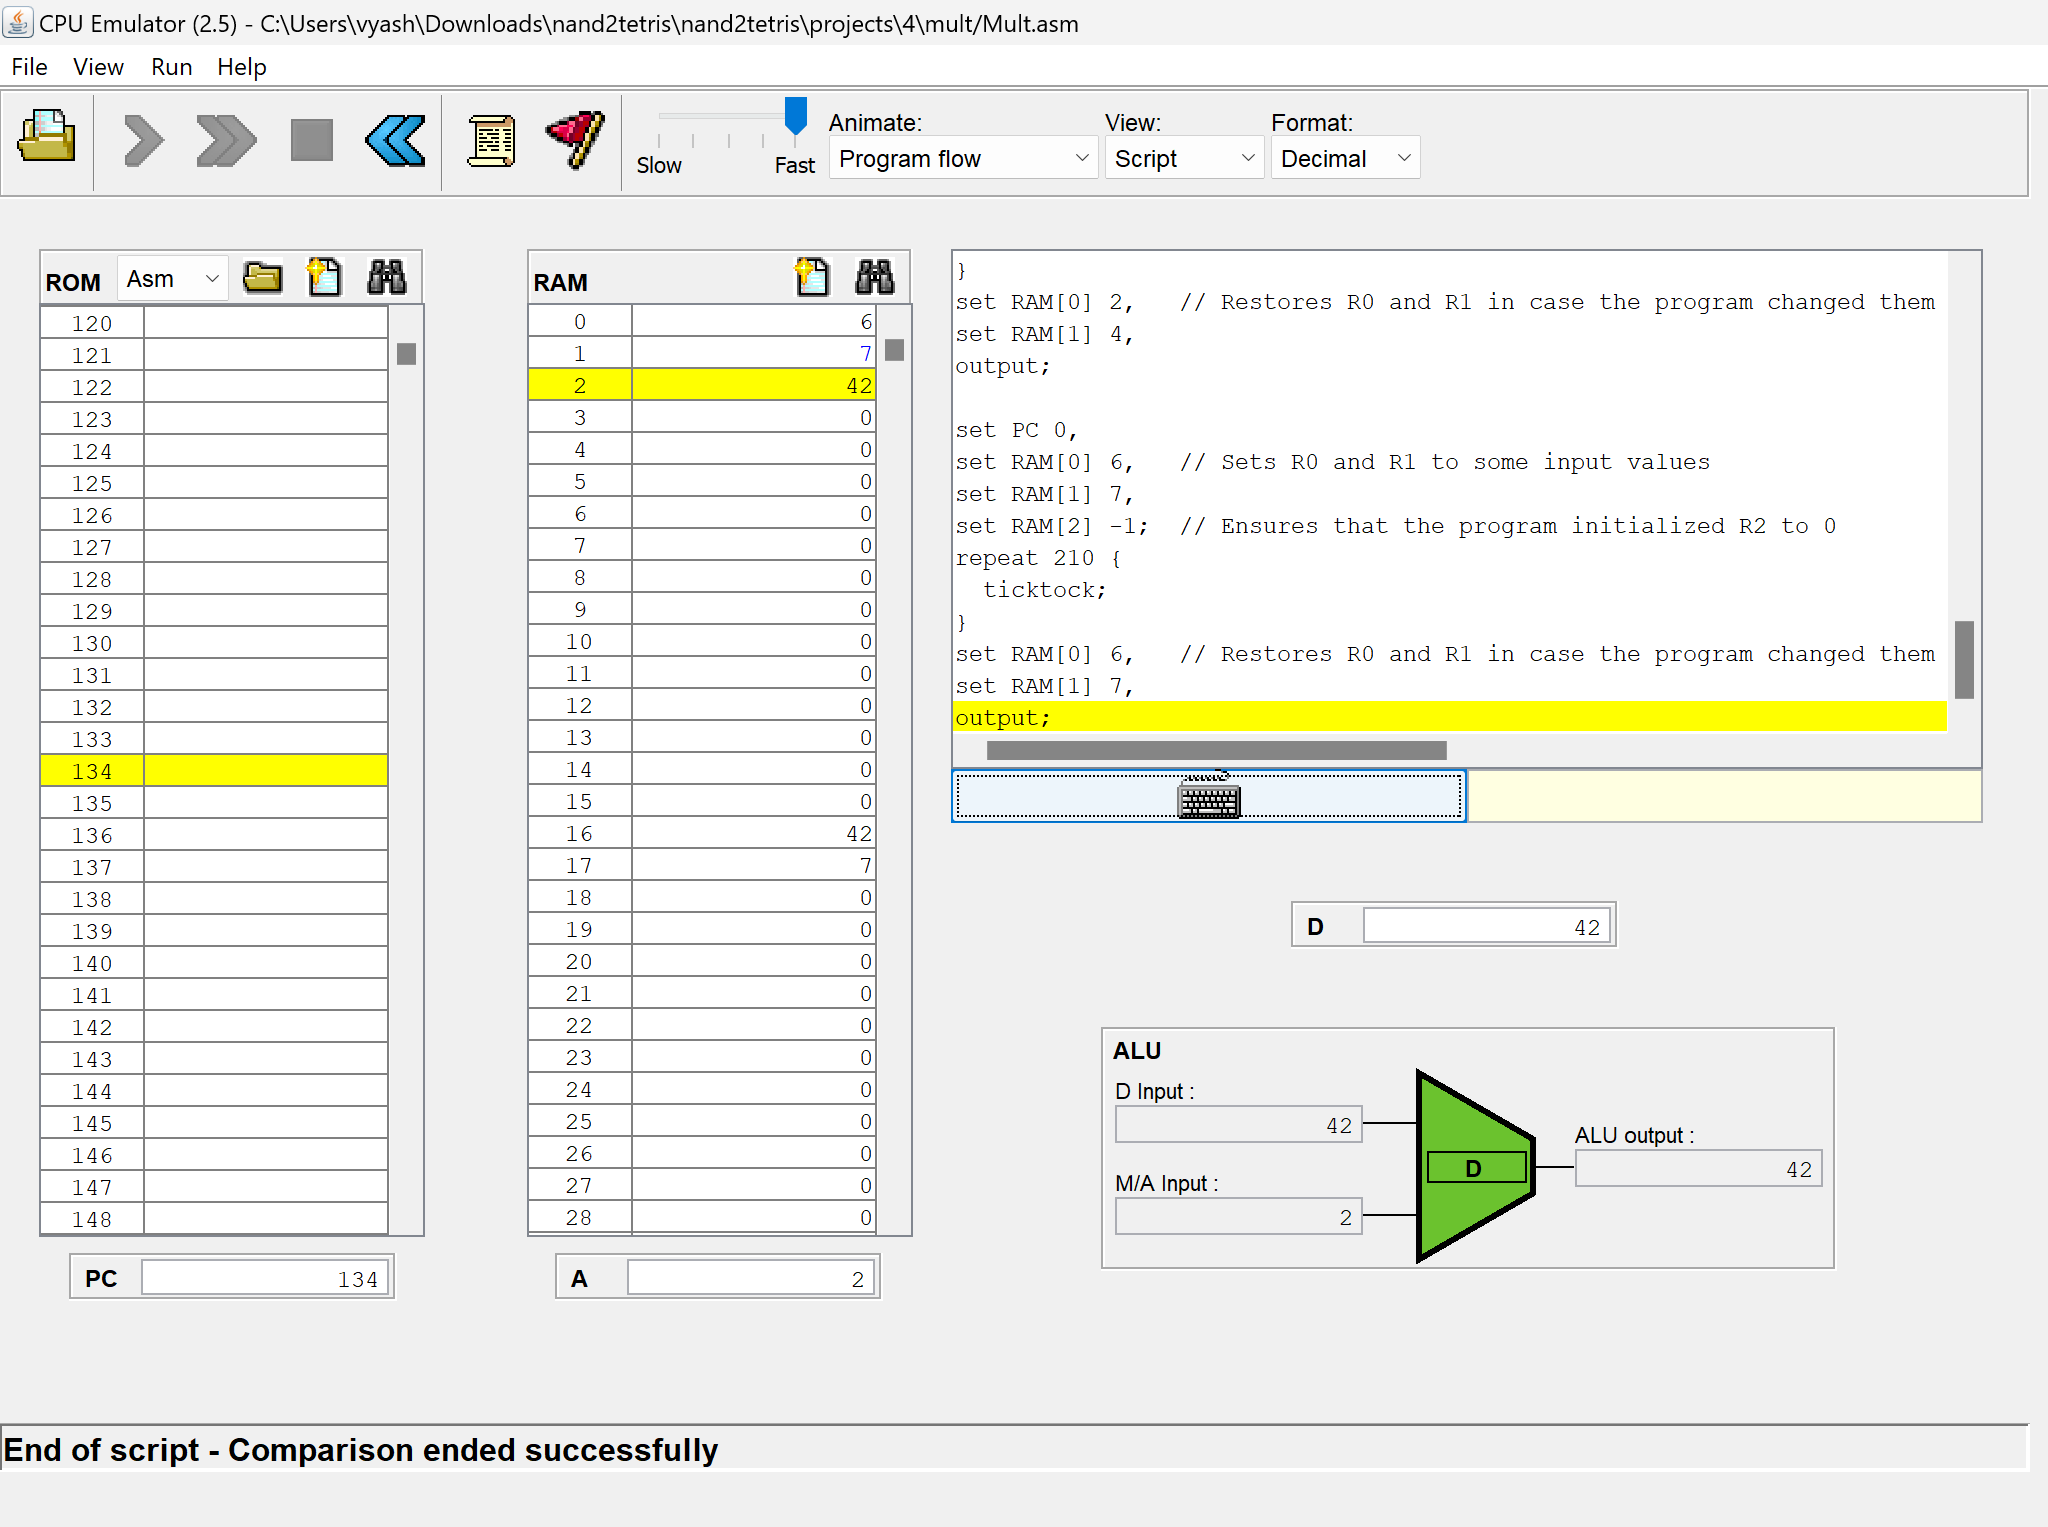 CPU Emulator (2.5) - C:\Users\vyash\Downloads\nand2tetris\nand2tetris\projects\4\mult/Mult.asm
File View Run Help
Slow Fast
Animate:
Program flow
View:
Script
Format:
Decimal
ROM Asm
120
121
122
123
124
125
126
127
128
129
130
131
132
133
134
135
136
137
138
139
140
141
142
143
144
145
146
147
148
PC 134
RAM
0 6
1 7
2 42
3 0
4 0
5 0
6 0
7 0
8 0
9 0
10 0
11 0
12 0
13 0
14 0
15 0
16 42
17 7
18 0
19 0
20 0
21 0
22 0
23 0
24 0
25 0
26 0
27 0
28 0
A 2
}
set RAM[0] 2,   // Restores R0 and R1 in case the program changed them
set RAM[1] 4,
output;
set PC 0,
set RAM[0] 6,   // Sets R0 and R1 to some input values
set RAM[1] 7,
set RAM[2] -1;  // Ensures that the program initialized R2 to 0
repeat 210 {
  ticktock;
}
set RAM[0] 6,   // Restores R0 and R1 in case the program changed them
set RAM[1] 7,
output;
D 42
ALU
D Input :
42
M/A Input :
2
D
ALU output :
42
End of script - Comparison ended successfully